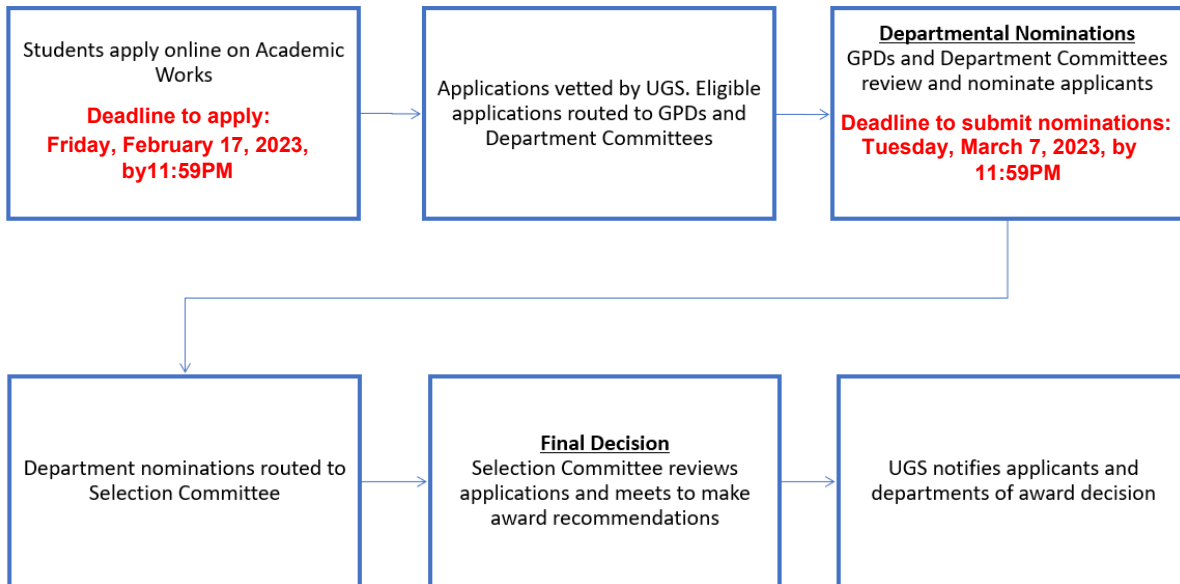 Students apply online on Academic
Works
Deadline to apply:
Friday, February 17, 2023,
by11:59PM
Applications vetted by UGS. Eligible
applications routed to GPDs and
Department Committees
Departmental Nominations
GPDs and Department Committees
review and nominate applicants
Deadline to submit nominations:
Tuesday, March 7, 2023, by
11:59PM
Department nominations routed to
Selection Committee
Final Decision
Selection Committee reviews
applications and meets to make
award recommendations
UGS notifies applicants and
departments of award decision